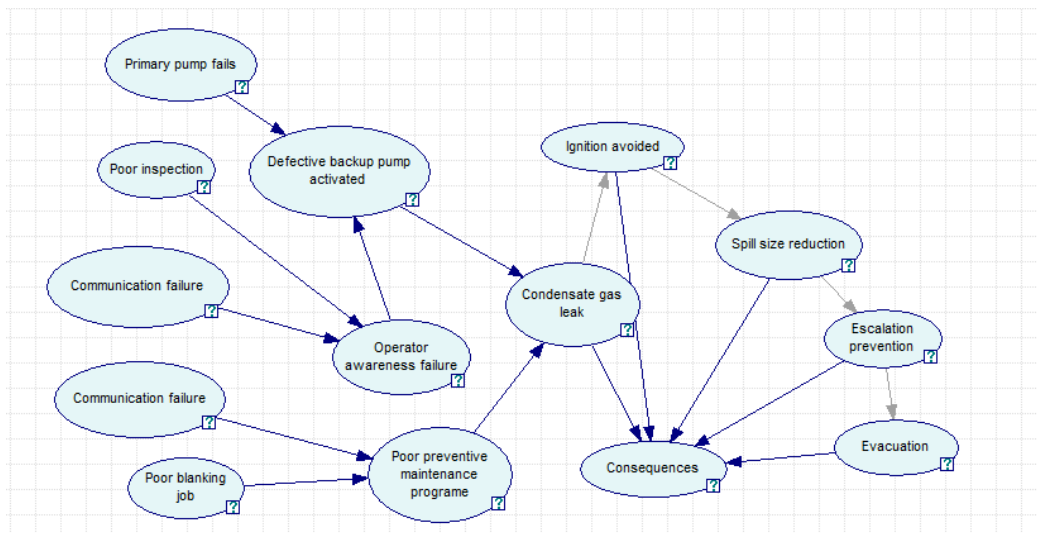 Primary pump fails
?
Defective backup pump
activated
?
Poor inspection
?
Ignition avoided
?
Spill size reduction
?
Communication failure
?
Condensate gas
leak
?
Operator
awareness failure
?
Escalation
prevention
?
Communication failure
?
Poor preventive
maintenance
programe
?
Poor blanking
job
?
Consequences
?
Evacuation
?